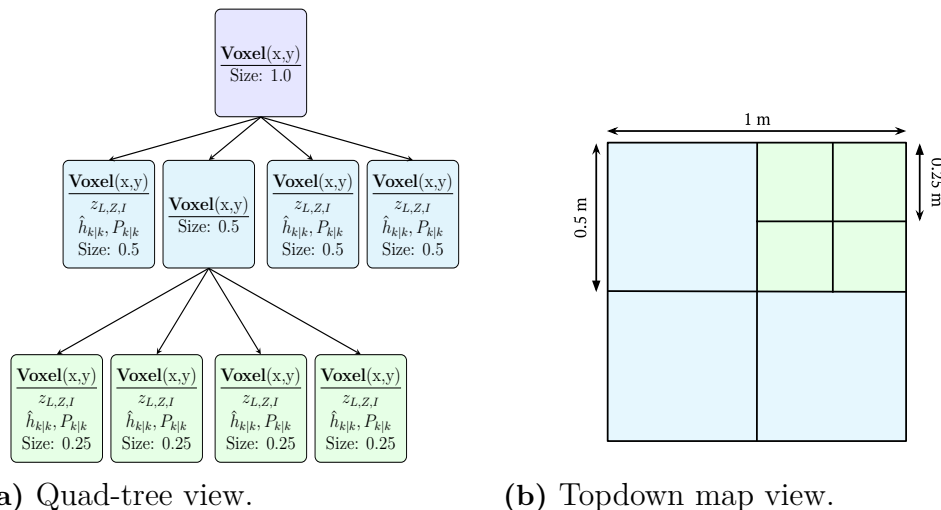 Voxel(x,y)
Size: 1.0
Voxel(x,y)
z_{L,Z,I}
ĥ_{k|k}, P_{k|k}
Size: 0.5
Voxel(x,y)
Size: 0.5
Voxel(x,y)
z_{L,Z,I}
ĥ_{k|k}, P_{k|k}
Size: 0.5
Voxel(x,y)
z_{L,Z,I}
ĥ_{k|k}, P_{k|k}
Size: 0.5
Voxel(x,y)
z_{L,Z,I}
ĥ_{k|k}, P_{k|k}
Size: 0.25
Voxel(x,y)
z_{L,Z,I}
ĥ_{k|k}, P_{k|k}
Size: 0.25
Voxel(x,y)
z_{L,Z,I}
ĥ_{k|k}, P_{k|k}
Size: 0.25
Voxel(x,y)
z_{L,Z,I}
ĥ_{k|k}, P_{k|k}
Size: 0.25
a) Quad-tree view.
1 m
0.5 m
0.25 m
(b) Topdown map view.